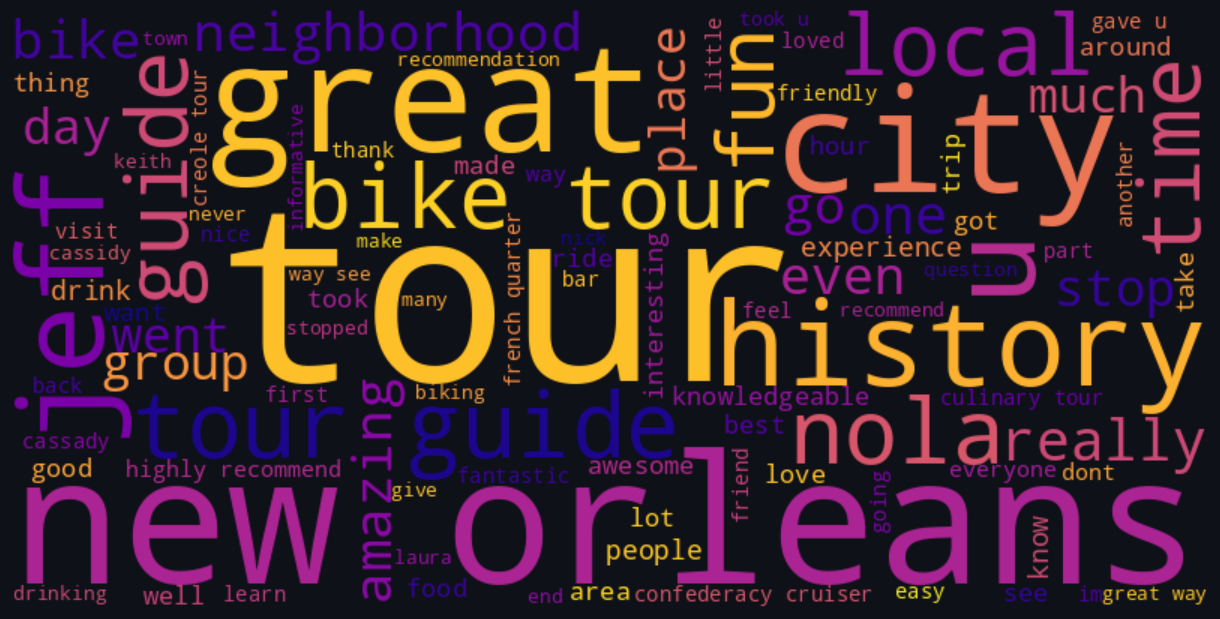 bike
town
neighborhood
took u
gave u
local
loved
around
little
recommendation
great
place
fun
thing
guide
creole tour
friendly
city
much
time
day
informative
thank
hour
trip
another
keith
made
way
bike tour
go
one
got
never
nice
jeff
visit
cassidy
make
nick
ride
experience
part
u
even
question
stop
take
way see
bar
drink
took
many
french quarter
interesting
feel
recommend
want
went
stopped
tour
history
group
back
first
biking
knowledgeable
culinary tour
tour guide
best
nola
really
cassady
amazing
good
highly recommend
fantastic
awesome
friend
love
everyone
dont
give
going
new orleans
lot
people
know
laura
food
drinking
well
learn
end
area
confederacy cruiser
easy
see
im
great way